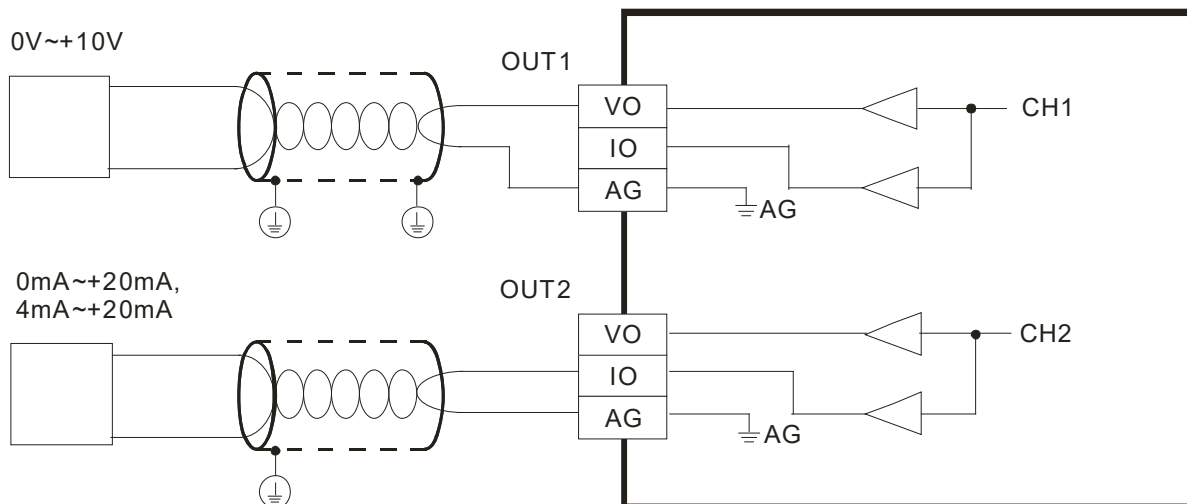 0V~+10V
OUT1
VO
CH1
IO
AG
AG
0mA~+20mA,
4mA~+20mA
OUT2
VO
CH2
IO
AG
AG